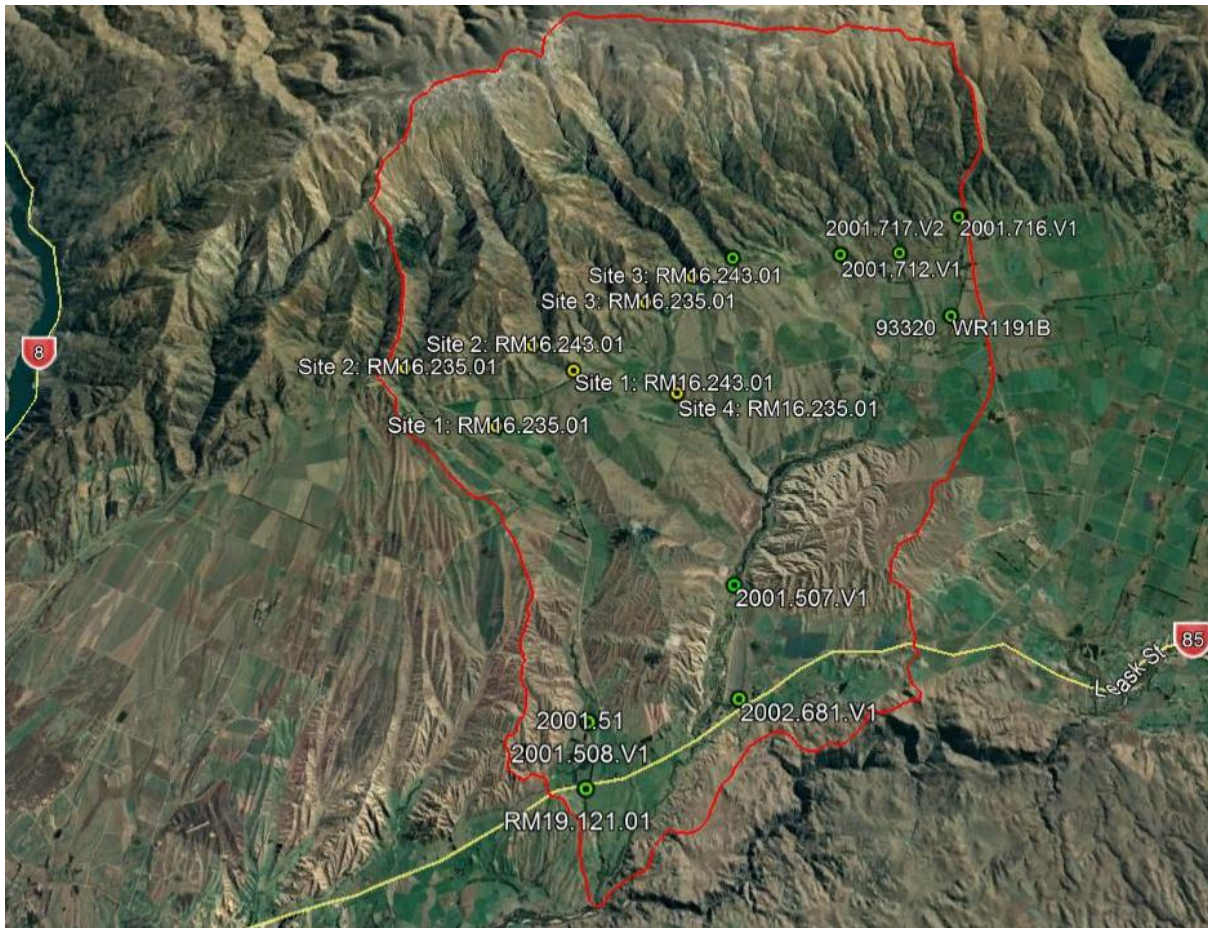 2001.717.V2
2001.716.V1
2001.712.V1
Site 3: RM16.243.01
Site 3: RM16.235.01
93320
WR1191B
8
Site 2: RM16.243.01
Site 2: RM16.235.01
Site 1: RM16.243.01
Site 4: RM16.235.01
Site 1: RM16.235.01
2001.507.V1
85
Leask St
2001.51
2002.681.V1
2001.508.V1
RM19.121.01